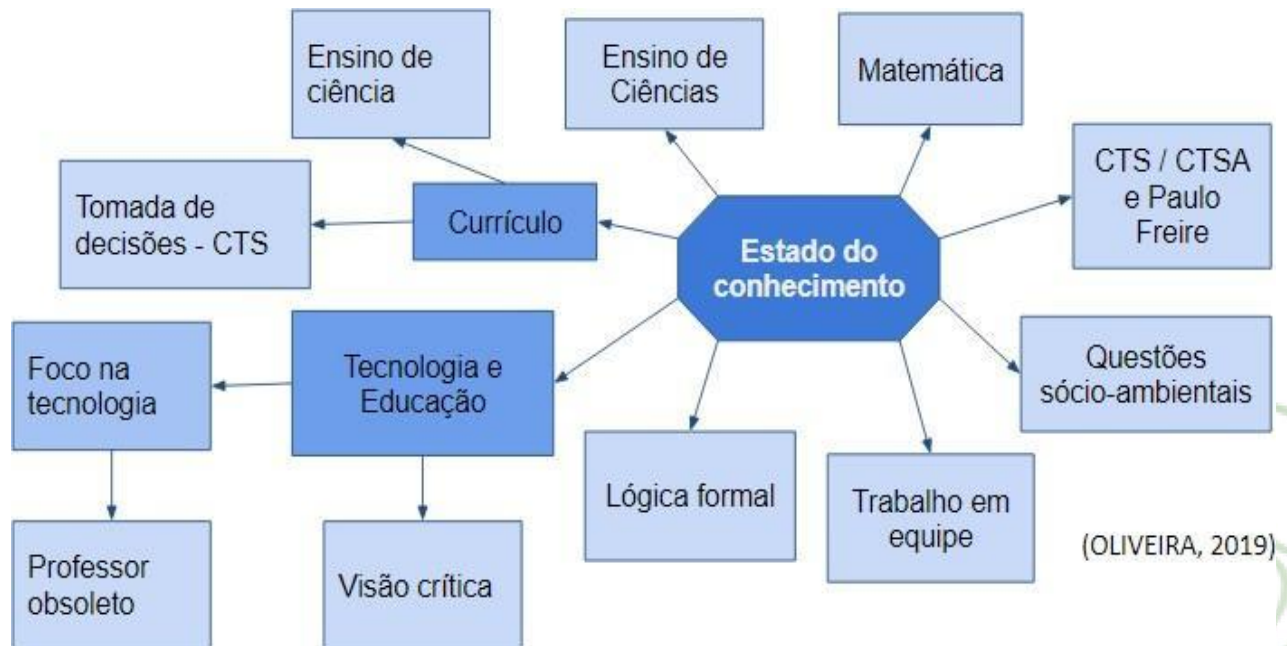 Ensino de
ciência
Ensino de
Ciências
Matemática
CTS / CTSA
e Paulo
Freire
Tomada de
decisões - CTS
Currículo
Estado do
conhecimento
Foco na
tecnologia
Tecnologia e
Educação
Questões
sócio-ambientais
Lógica formal
Trabalho em
equipe
(OLIVEIRA, 2019)
Professor
obsoleto
Visão crítica